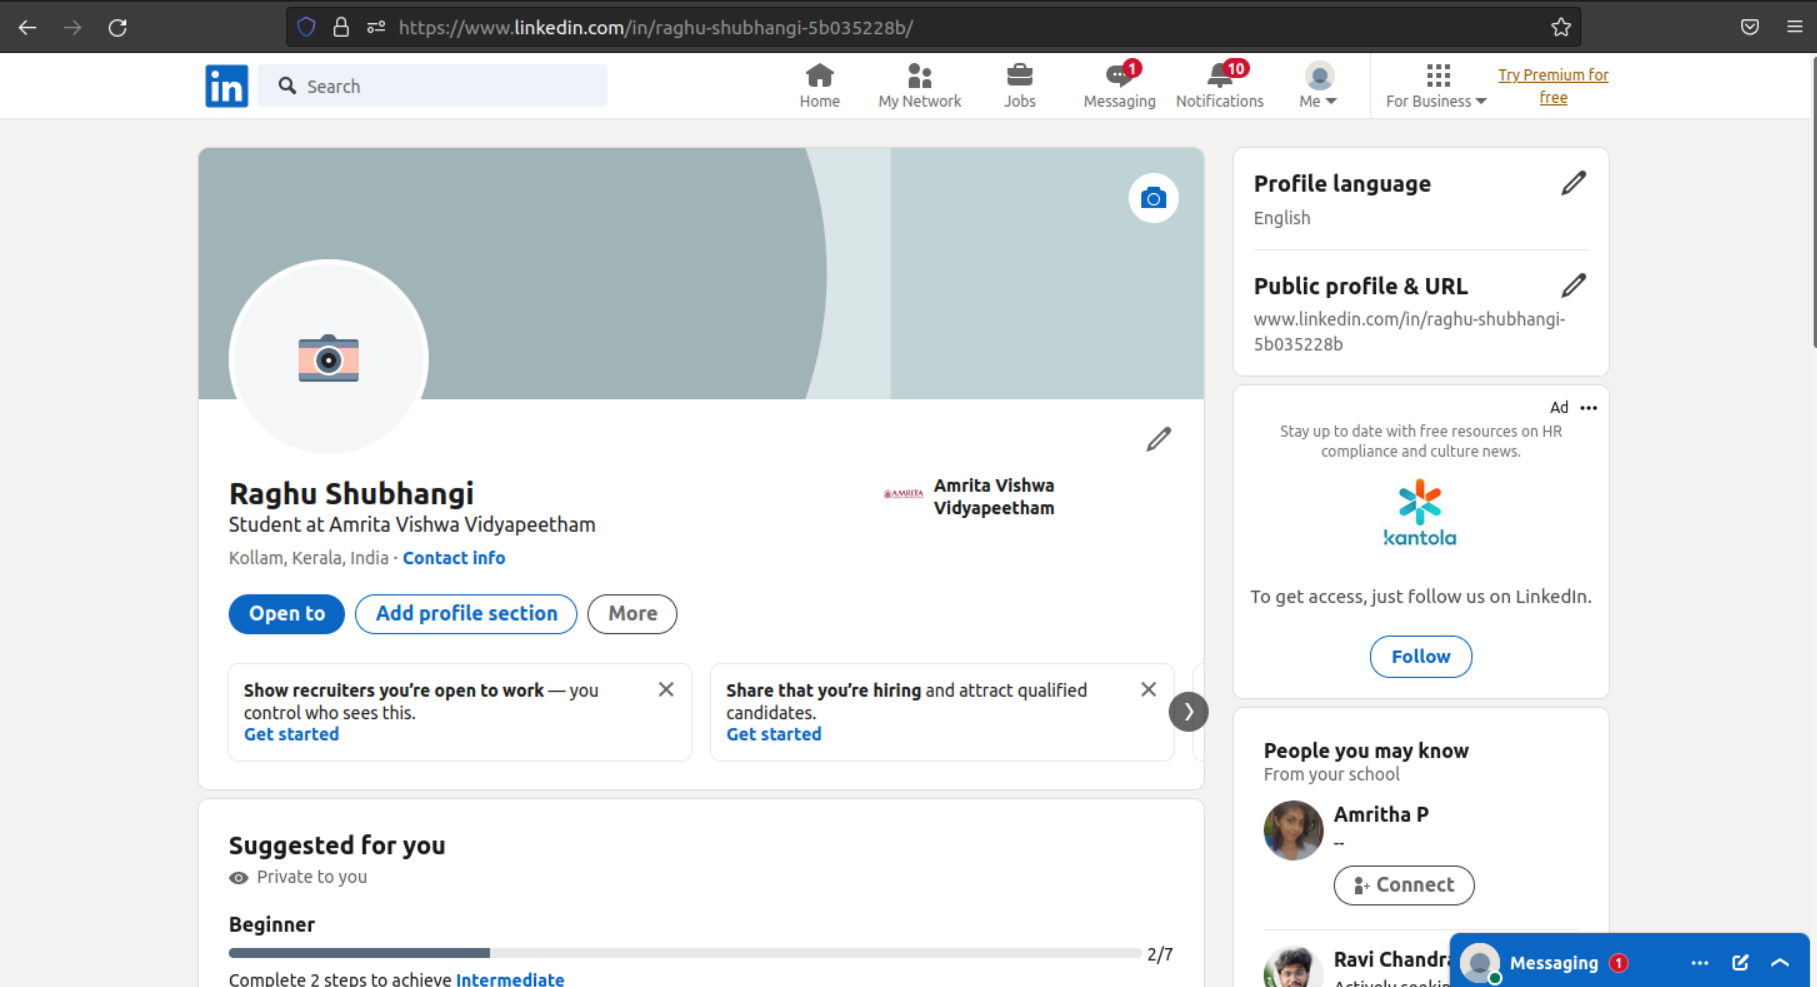 https://www.linkedin.com/in/raghu-shubhangi-5b035228b/
in
Search
Home
My Network
Jobs
1
Messaging
10
Notifications
Me
For Business
Try Premium for
free
Profile language
English
Public profile & URL
www.linkedin.com/in/raghu-shubhangi-
5b035228b
Raghu Shubhangi
Student at Amrita Vishwa Vidyapeetham
Kollam, Kerala, India · Contact info
AMRITA
Amrita Vishwa
Vidyapeetham
Open to
Add profile section
More
Show recruiters you’re open to work — you
control who sees this.
Get started
Share that you’re hiring and attract qualified
candidates.
Get started
Ad
Stay up to date with free resources on HR
compliance and culture news.
kantola
To get access, just follow us on LinkedIn.
Follow
Suggested for you
Private to you
Beginner
2/7
Complete 2 steps to achieve Intermediate
People you may know
From your school
Amritha P
--
Connect
Ravi Chandra
Actively
Messaging 1